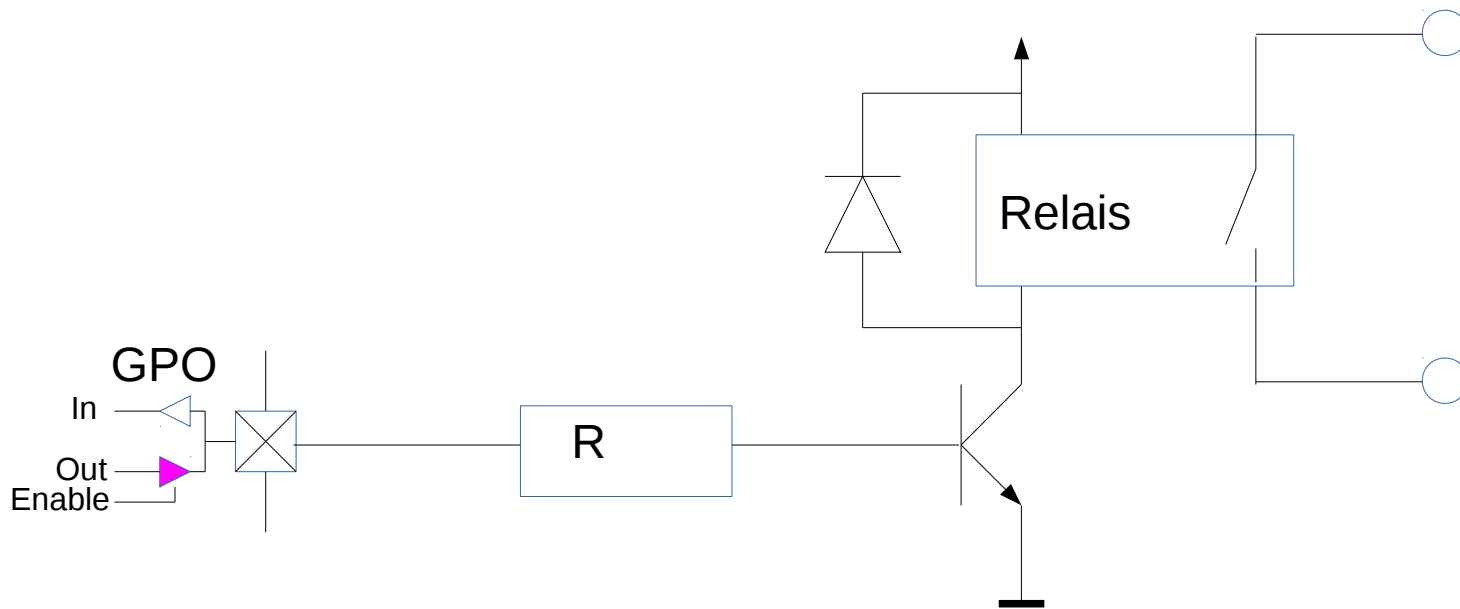 Relais
GPO
In
Out
Enable
R